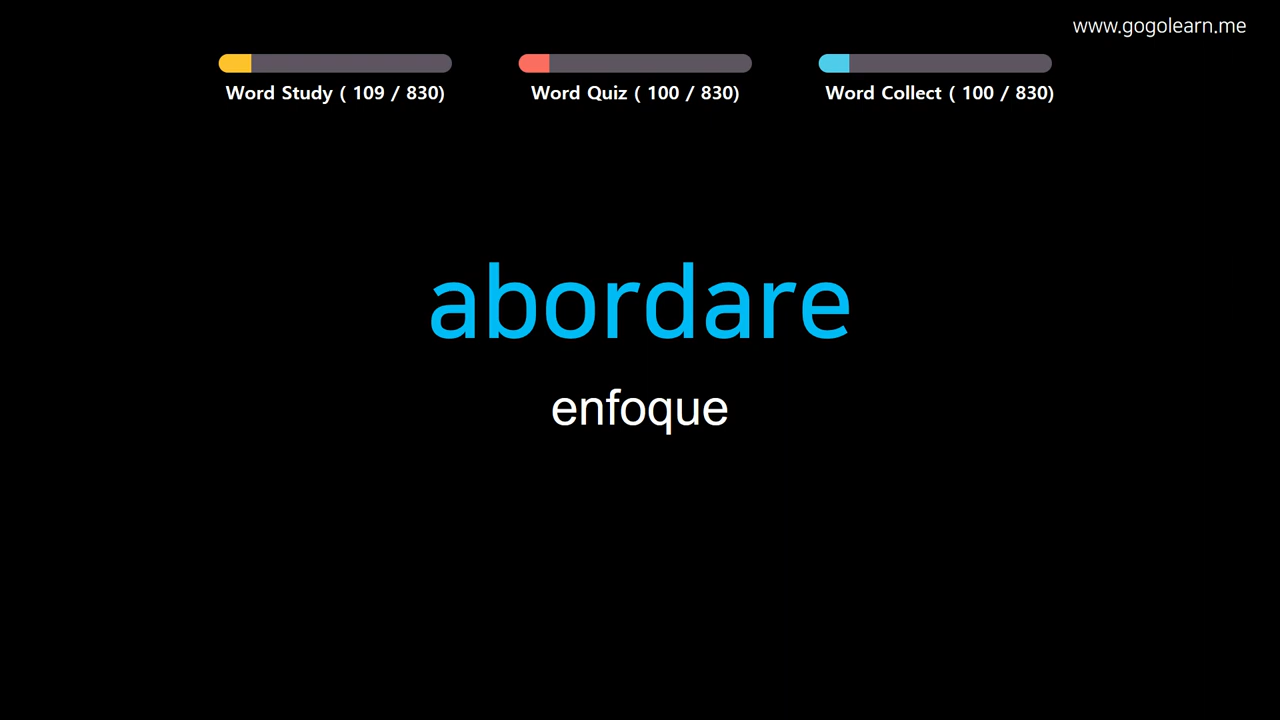 www.gogolearn.me
Word Study ( 109 / 830)
Word Quiz ( 100 / 830)
Word Collect ( 100 / 830)
abordare
enfoque